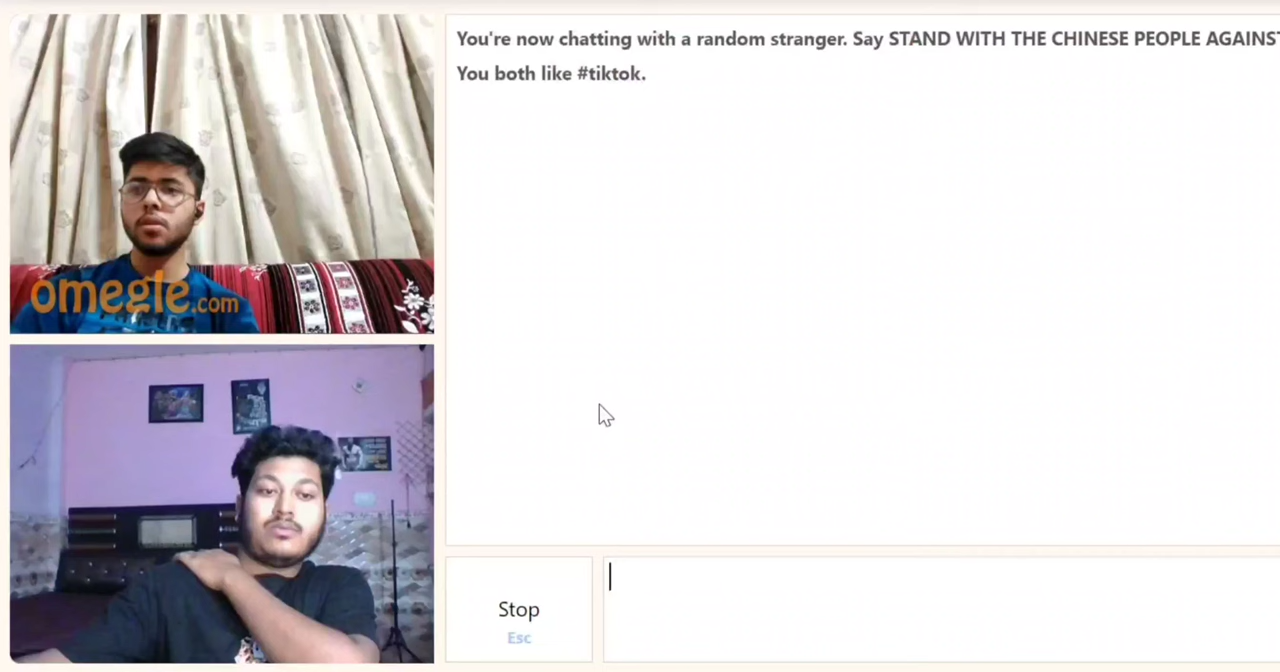 You're now chatting with a random stranger. Say STAND WITH THE CHINESE PEOPLE AGAINST
You both like #tiktok.
omegle.com
Stop
Esc